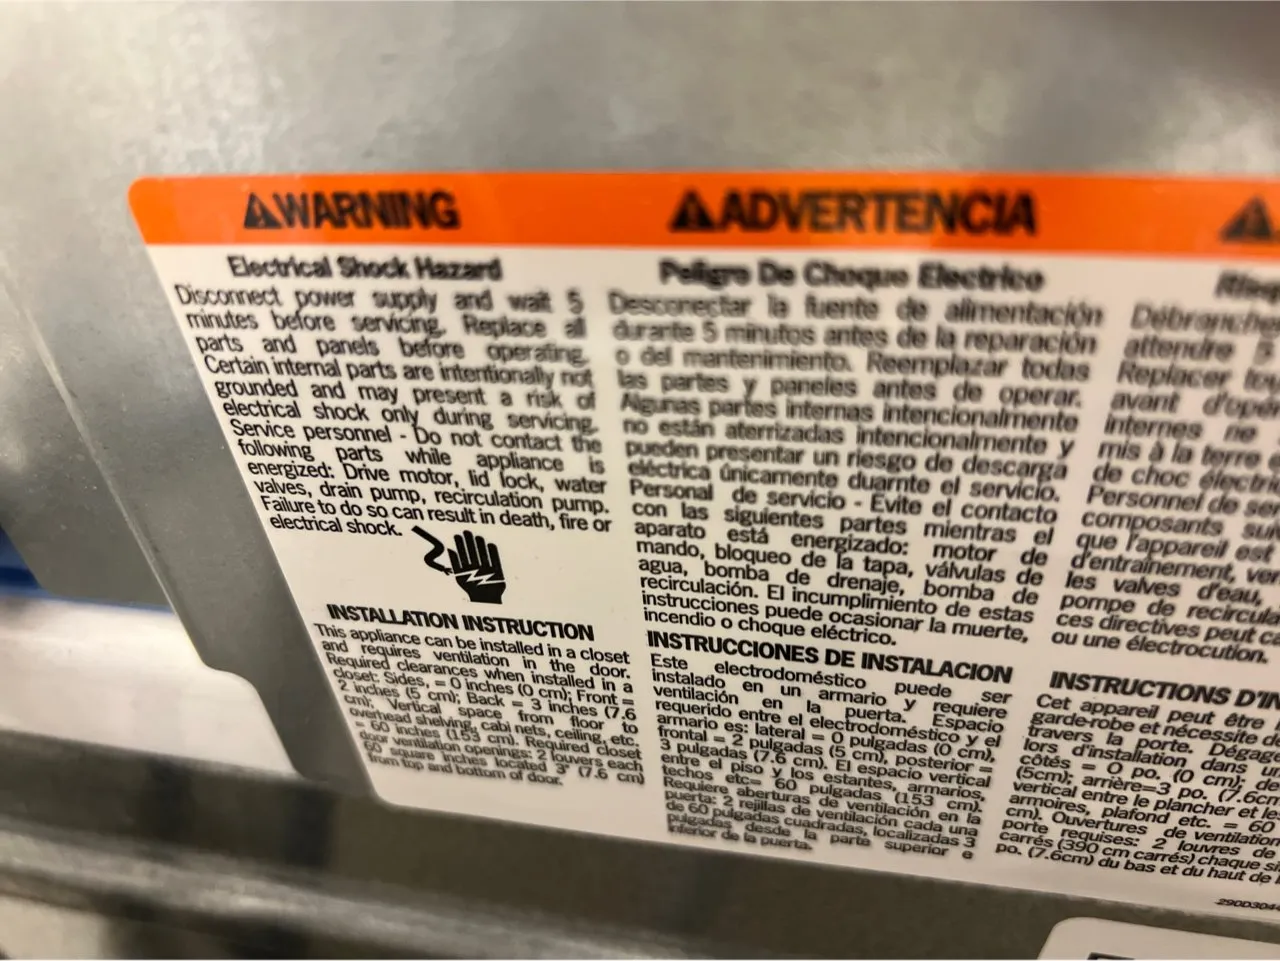 WARNING
Electrical Shock Hazard
Disconnect power supply and wait 5
minutes before servicing. Replace all
parts and panels before operating.
Certain internal parts are intentionally not
grounded and may present a risk of
electrical shock only during servicing.
Service personnel - Do not contact the
following parts while appliance is
energized: Drive motor, lid lock, water
valves, drain pump, recirculation pump.
Failure to do so can result in death, fire or
electrical shock.
INSTALLATION INSTRUCTION
This appliance can be installed in a closet
and requires ventilation in the door.
Required clearances when installed in a
closet: Sides, = 0 inches (0 cm); Front =
2 inches (5 cm); Back = 3 inches (7.6
cm); Vertical space from floor to
overhead shelving, cabi nets, ceiling, etc.
= 60 inches (153 cm). Required closet
door ventilation openings: 2 louvers each
60 square inches located 3" (7.6 cm)
from top and bottom of door.
ADVERTENCIA
Peligro De Choque Electrico
Desconectar la fuente de alimentación
durante 5 minutos antes de la reparación
o del mantenimiento. Reemplazar todas
las partes y paneles antes de operar.
Algunas partes internas intencionalmente
no están aterrizadas intencionalmente y
pueden presentar un riesgo de descarga
eléctrica únicamente duarnte el servicio.
Personal de servicio - Evite el contacto
con las siguientes partes mientras el
aparato está energizado: motor de
mando, bloqueo de la tapa, válvulas de
agua, bomba de drenaje, bomba de
recirculación. El incumplimiento de estas
instrucciones puede ocasionar la muerte,
incendio o choque eléctrico.
INSTRUCCIONES DE INSTALACION
Este electrodoméstico puede ser
instalado en un armario y requiere
ventilación en la puerta. Espacio
requerido entre el electrodoméstico y el
armario es: lateral = 0 pulgadas (0 cm),
frontal = 2 pulgadas (5 cm), posterior =
3 pulgadas (7.6 cm). El espacio vertical
entre el piso y los estantes, armarios,
techos etc= 60 pulgadas (153 cm).
Requiere aberturas de ventilación en la
puerta: 2 rejillas de ventilación cada una
de 60 pulgadas cuadradas, localizadas 3
pulgadas desde la parte superior e
inferior de la puerta.
Débranche
attendre 5
Replacer
avant d'opé
internes ne
mis à la terre
de choc électri
Personnel de ser
composants sui
que l'appareil est
d'entraînement, ver
les valves d'eau,
pompe de recircula
ces directives peut ca
ou une électrocution.
INSTRUCTIONS D'IN
Cet appareil peut être
garde-robe et nécessite de
travers la porte. Dégage
lors d'installation dans un
côtés = 0 po. (0 cm); de
(5cm); arrière=3 po. (7.6cm
vertical entre le plancher et les
armoires, plafond etc. = 60
cm). Ouvertures de ventilation
porte requises: 2 louvres de
carrés (390 cm carrés) chaque si
po. (7.6cm) du bas et du haut de
290D304